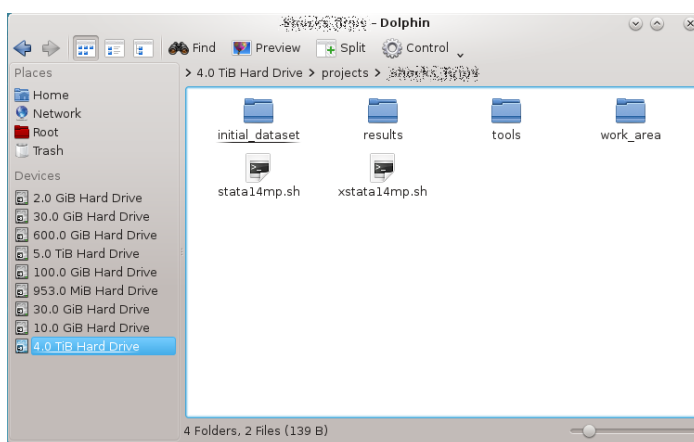 – Dolphin
Find Preview Split Control
Places
> 4.0 TiB Hard Drive > projects >
Home
Network
Root
Trash
Devices
2.0 GiB Hard Drive
30.0 GiB Hard Drive
600.0 GiB Hard Drive
5.0 TiB Hard Drive
100.0 GiB Hard Drive
953.0 MiB Hard Drive
30.0 GiB Hard Drive
10.0 GiB Hard Drive
4.0 TiB Hard Drive
initial_dataset results tools work_area
stata14mp.sh xstata14mp.sh
4 Folders, 2 Files (139 B)